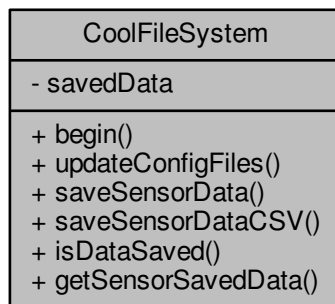 CoolFileSystem
- savedData
+ begin()
+ updateConfigFiles()
+ saveSensorData()
+ saveSensorDataCSV()
+ isDataSaved()
+ getSensorSavedData()